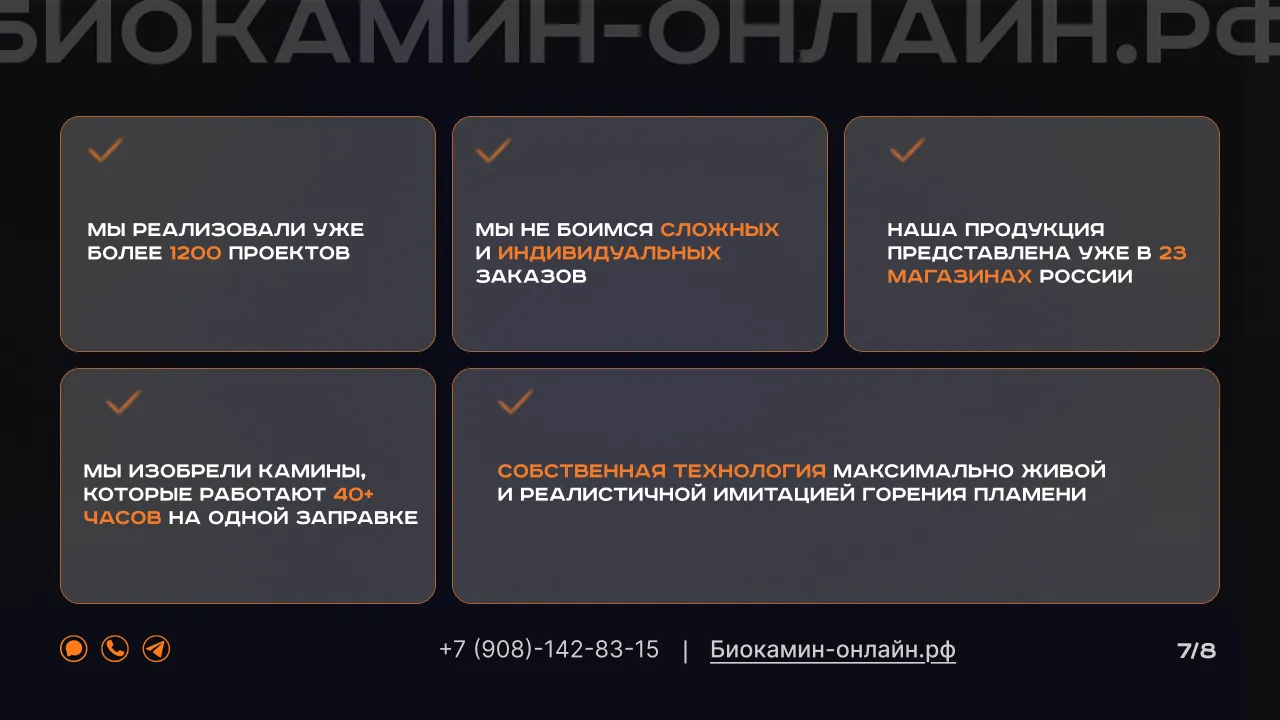 БИОКАМИН-ОНЛАЙН.РФ
МЫ РЕАЛИЗОВАЛИ УЖЕ
БОЛЕЕ 1200 ПРОЕКТОВ
МЫ НЕ БОИМСЯ СЛОЖНЫХ
И ИНДИВИДУАЛЬНЫХ
ЗАКАЗОВ
НАША ПРОДУКЦИЯ
ПРЕДСТАВЛЕНА УЖЕ В 23
МАГАЗИНАХ РОССИИ
МЫ ИЗОБРЕЛИ КАМИНЫ,
КОТОРЫЕ РАБОТАЮТ 40+
ЧАСОВ НА ОДНОЙ ЗАПРАВКЕ
СОБСТВЕННАЯ ТЕХНОЛОГИЯ МАКСИМАЛЬНО ЖИВОЙ
И РЕАЛИСТИЧНОЙ ИМИТАЦИЕЙ ГОРЕНИЯ ПЛАМЕНИ
+7 (908)-142-83-15 | Биокамин-онлайн.рф
7/8